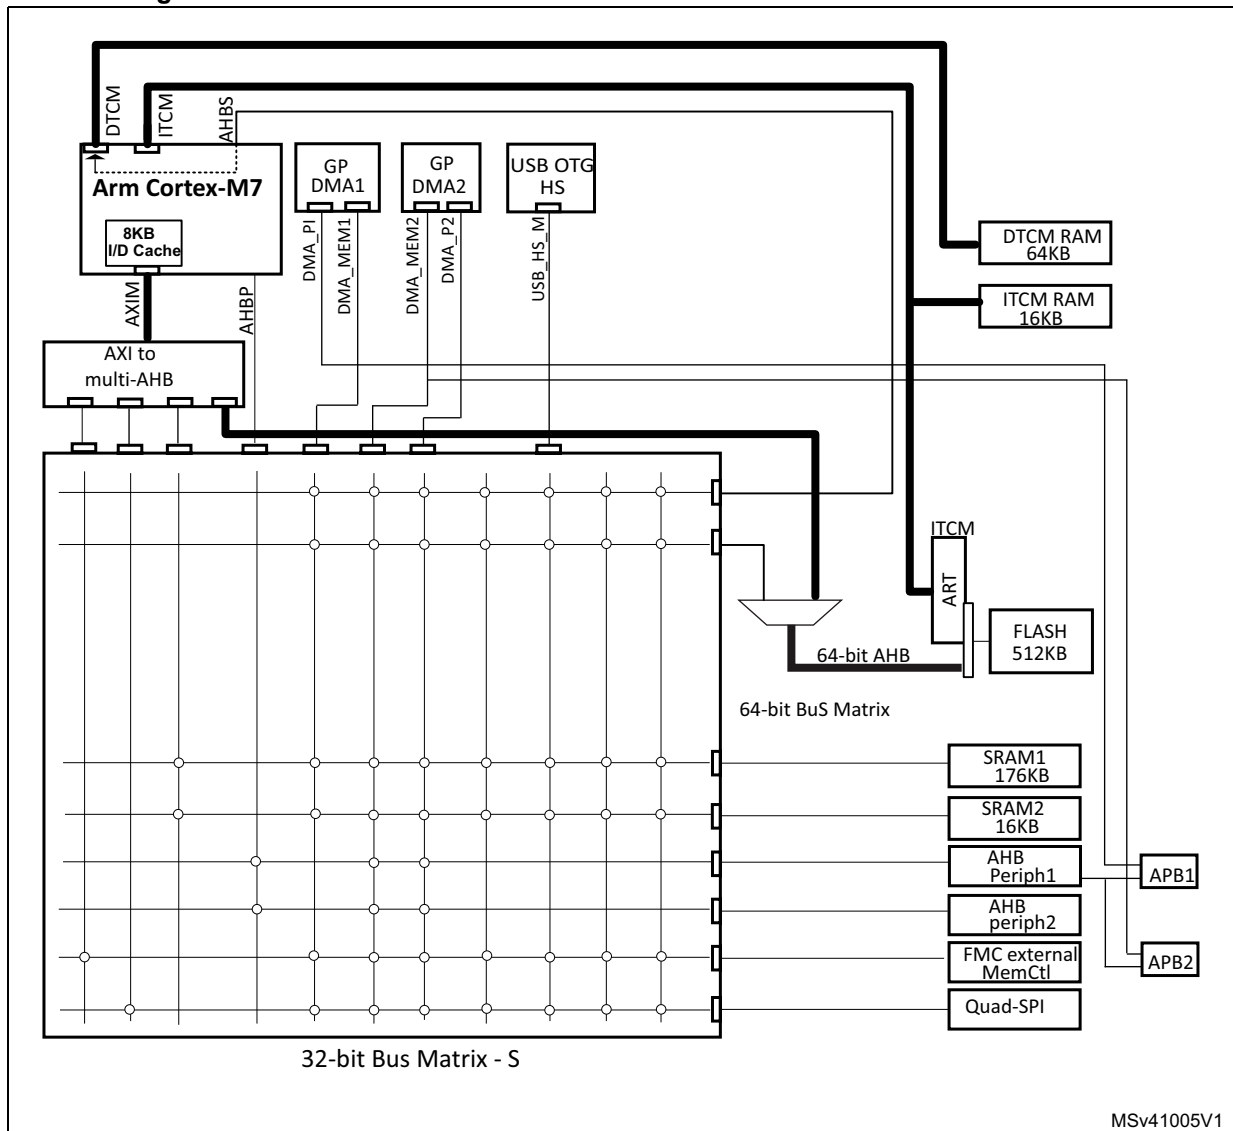 DTCM
ITCM
AHBS
Arm Cortex-M7
8KB
I/D Cache
AXIM
AHBP
GP
DMA1
GP
DMA2
USB OTG
HS
DMA_PI
DMA_MEM1
DMA_MEM2
DMA_P2
USB_HS_M
DTCM RAM
64KB
ITCM RAM
16KB
AXI to
multi-AHB
ITCM
ART
FLASH
512KB
64-bit AHB
64-bit BuS Matrix
SRAM1
176KB
SRAM2
16KB
AHB
Periph1
APB1
AHB
periph2
FMC external
MemCtl
APB2
Quad-SPI
32-bit Bus Matrix - S
MSv41005V1